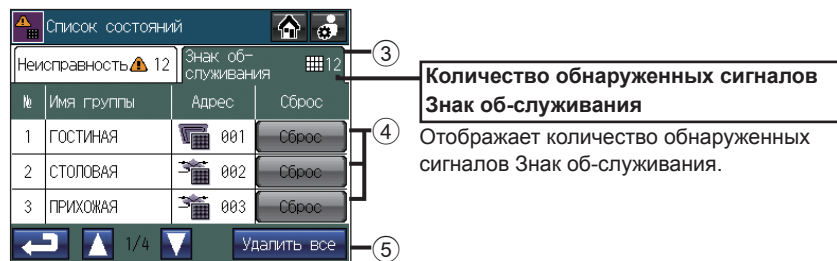 Список состояний
Неисправность 12
Знак об-
служивания
12
③
№ Имя группы Адрес Сброс
1 ГОСТИНАЯ 001 Сброс
④
2 СТОЛОВАЯ 002 Сброс
3 ПРИХОЖАЯ 003 Сброс
1/4 Удалить все
⑤
Количество обнаруженных сигналов
Знак об-служивания
Отображает количество обнаруженных
сигналов Знак об-служивания.